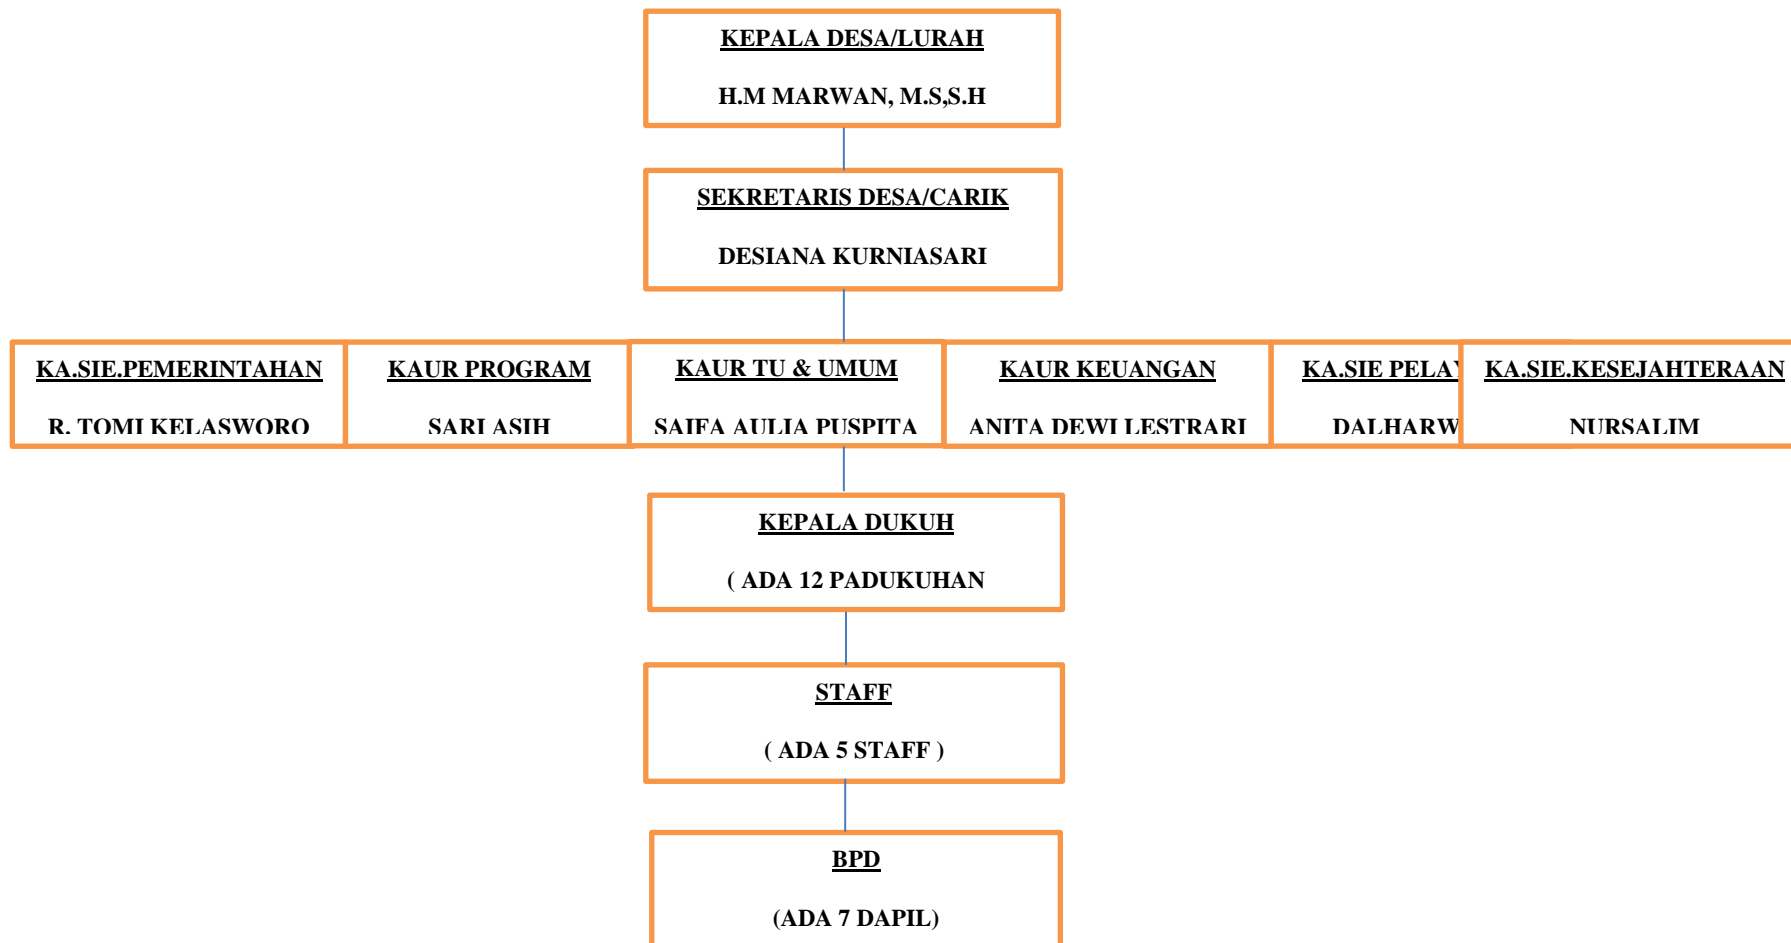 KEPALA DESA/LURAH
H.M MARWAN, M.S,S.H
SEKRETARIS DESA/CARIK
DESIANA KURNIASARI
KA.SIE.PEMERINTAHAN
R. TOMI KELASWORO
KAUR PROGRAM
SARI ASIH
KAUR TU & UMUM
SAIFA AULIA PUSPITA
KAUR KEUANGAN
ANITA DEWI LESTRARI
KA.SIE
KA.SIE.KESEJAHTERAAN
NURSALIM
KEPALA DUKUH
( ADA 12 PADUKUHAN
STAFF
( ADA 5 STAFF )
BPD
(ADA 7 DAPIL)